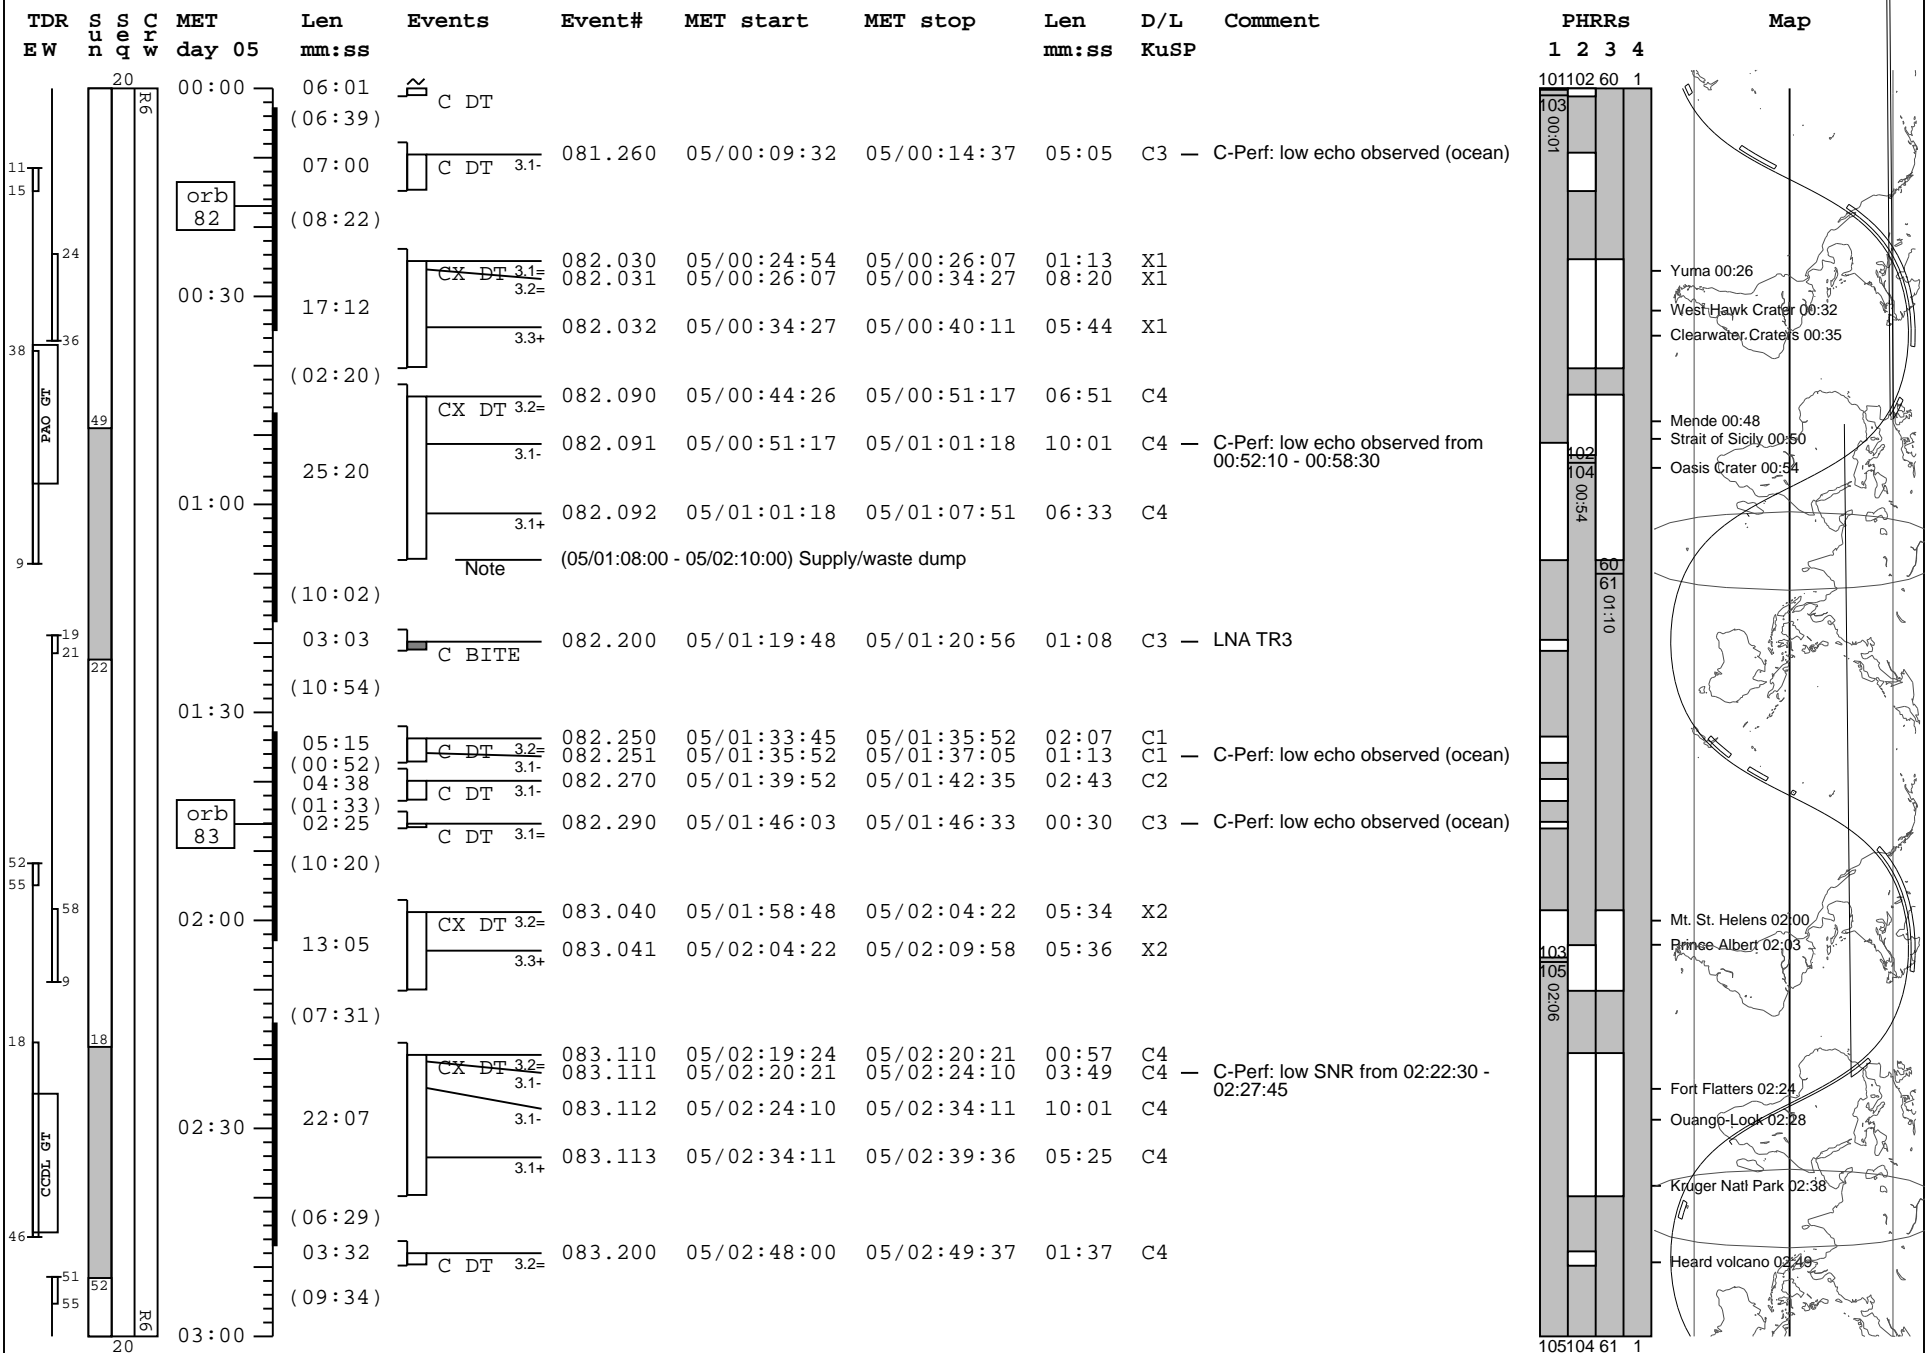 TDR Sun Seq Crw MET Len Events Event# MET start MET stop Len D/L Comment PHRRs Map
E W day 05 mm:ss mm:ss KuSP 1 2 3 4
20 101 102 60 1
00:00 06:01 ~ C DT
R6
(06:39)
103 00:01
07:00 C DT 3.1- 081.260 05/00:09:32 05/00:14:37 05:05 C3 — C-Perf: low echo observed (ocean)
11
15
orb
82
(08:22)
24
CX DT 3.1= 082.030 05/00:24:54 05/00:26:07 01:13 X1
3.2= 082.031 05/00:26:07 05/00:34:27 08:20 X1
Yuma 00:26
00:30 17:12
West Hawk Crater 00:32
3.3+ 082.032 05/00:34:27 05/00:40:11 05:44 X1
Clearwater Craters 00:35
36
38
(02:20)
PAO GT
CX DT 3.2= 082.090 05/00:44:26 05/00:51:17 06:51 C4
49
Mende 00:48
Strait of Sicily 00:50
3.1- 082.091 05/00:51:17 05/01:01:18 10:01 C4 — C-Perf: low echo observed from
00:52:10 - 00:58:30
25:20
102
104 00:54
Oasis Crater 00:54
01:00
3.1+ 082.092 05/01:01:18 05/01:07:51 06:33 C4
Note (05/01:08:00 - 05/02:10:00) Supply/waste dump
9
60
61 01:10
(10:02)
19
21
22
03:03 C BITE 082.200 05/01:19:48 05/01:20:56 01:08 C3 — LNA TR3
(10:54)
01:30
05:15 C DT 3.2= 082.250 05/01:33:45 05/01:35:52 02:07 C1
(00:52) 3.1- 082.251 05/01:35:52 05/01:37:05 01:13 C1 — C-Perf: low echo observed (ocean)
04:38 C DT 3.1- 082.270 05/01:39:52 05/01:42:35 02:43 C2
(01:33)
orb
83
02:25 C DT 3.1= 082.290 05/01:46:03 05/01:46:33 00:30 C3 — C-Perf: low echo observed (ocean)
(10:20)
52
55
58
02:00 CX DT 3.2= 083.040 05/01:58:48 05/02:04:22 05:34 X2
Mt. St. Helens 02:00
13:05 3.3+ 083.041 05/02:04:22 05/02:09:58 05:36 X2
Prince Albert 02:03
103
105 02:06
9
(07:31)
18
18
CX DT 3.2= 083.110 05/02:19:24 05/02:20:21 00:57 C4
3.1- 083.111 05/02:20:21 05/02:24:10 03:49 C4 — C-Perf: low SNR from 02:22:30 -
02:27:45
Fort Flatters 02:24
22:07 3.1- 083.112 05/02:24:10 05/02:34:11 10:01 C4
02:30
CCDL GT
Ouango-Look 02:28
3.1+ 083.113 05/02:34:11 05/02:39:36 05:25 C4
Kruger Natl Park 02:38
(06:29)
46
03:32 C DT 3.2= 083.200 05/02:48:00 05/02:49:37 01:37 C4
Heard volcano 02:49
51
52
55
(09:34)
R6
03:00
20 105 104 61 1